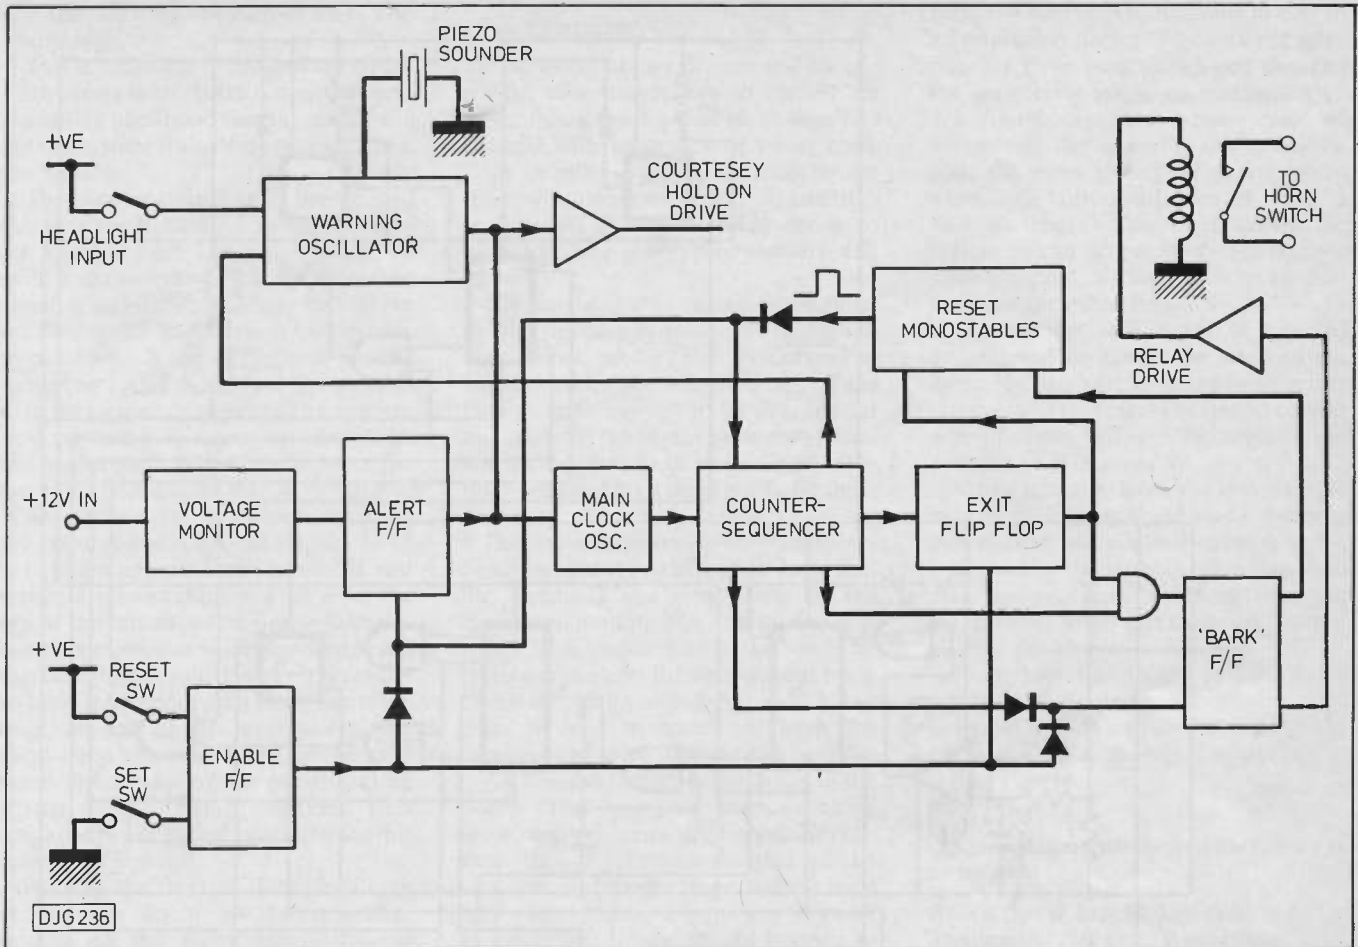 PIEZO
SOUNDER
+VE
HEADLIGHT
INPUT
WARNING
OSCILLATOR
COURTESEY
HOLD ON
DRIVE
TO
HORN
SWITCH
RESET
MONOSTABLES
RELAY
DRIVE
+12V IN
VOLTAGE
MONITOR
ALERT
F/F
MAIN
CLOCK
OSC.
COUNTER-
SEQUENCER
EXIT
FLIP FLOP
'BARK'
F/F
+VE
RESET
SW
SET
SW
ENABLE
F/F
DJG236